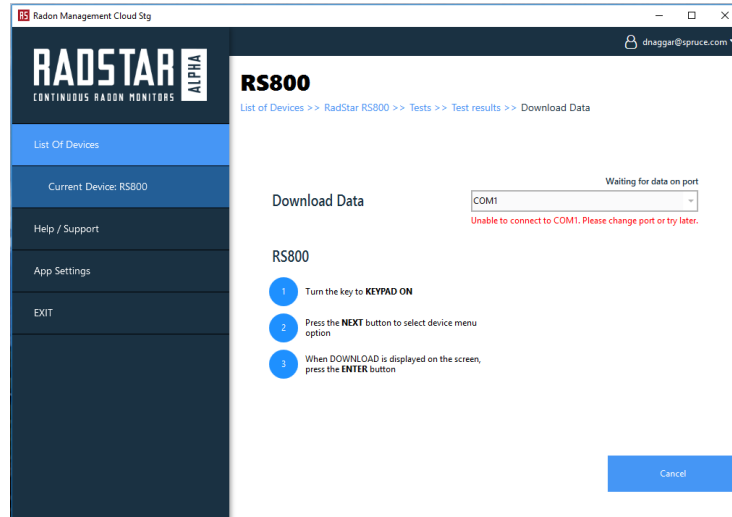 RS Radon Management Cloud Stg
dnaggar@spruce.com
RADSTAR ALPHA
CONTINUOUS RADON MONITORS
RS800
List of Devices >> RadStar RS800 >> Tests >> Test results >> Download Data
List Of Devices
Current Device: RS800
Help / Support
App Settings
EXIT
Waiting for data on port
Download Data
COM1
Unable to connect to COM1. Please change port or try later.
RS800
1 Turn the key to KEYPAD ON
2 Press the NEXT button to select device menu
option
3 When DOWNLOAD is displayed on the screen,
press the ENTER button
Cancel